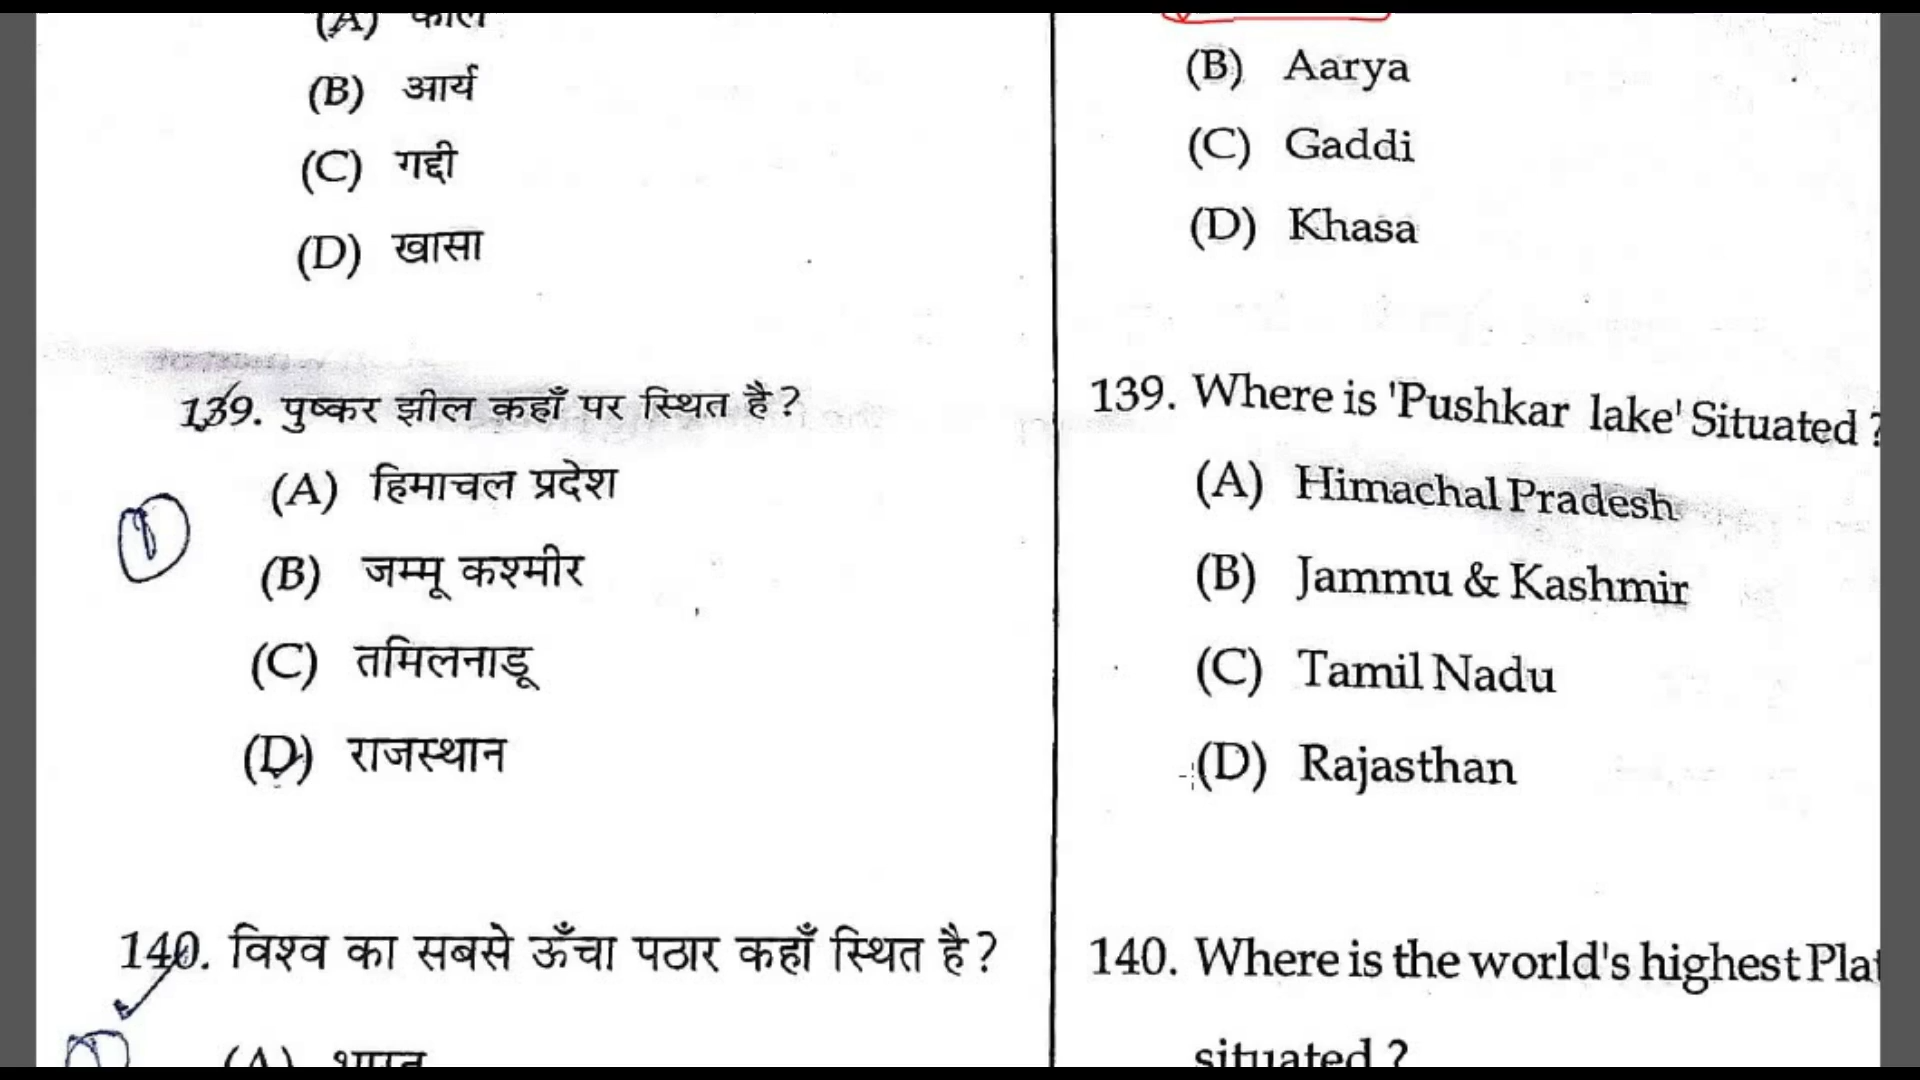 (A) कोल
(B) आर्य
(C) गद्दी
(D) खासा
139. पुष्कर झील कहाँ पर स्थित है?
(A) हिमाचल प्रदेश
(B) जम्मू कश्मीर
(C) तमिलनाडू
(D) राजस्थान
140. विश्व का सबसे ऊँचा पठार कहाँ स्थित है?
(A) भारत
(B) Aarya
(C) Gaddi
(D) Khasa
139. Where is 'Pushkar lake' Situated ?
(A) Himachal Pradesh
(B) Jammu & Kashmir
(C) Tamil Nadu
(D) Rajasthan
140. Where is the world's highest
situated ?